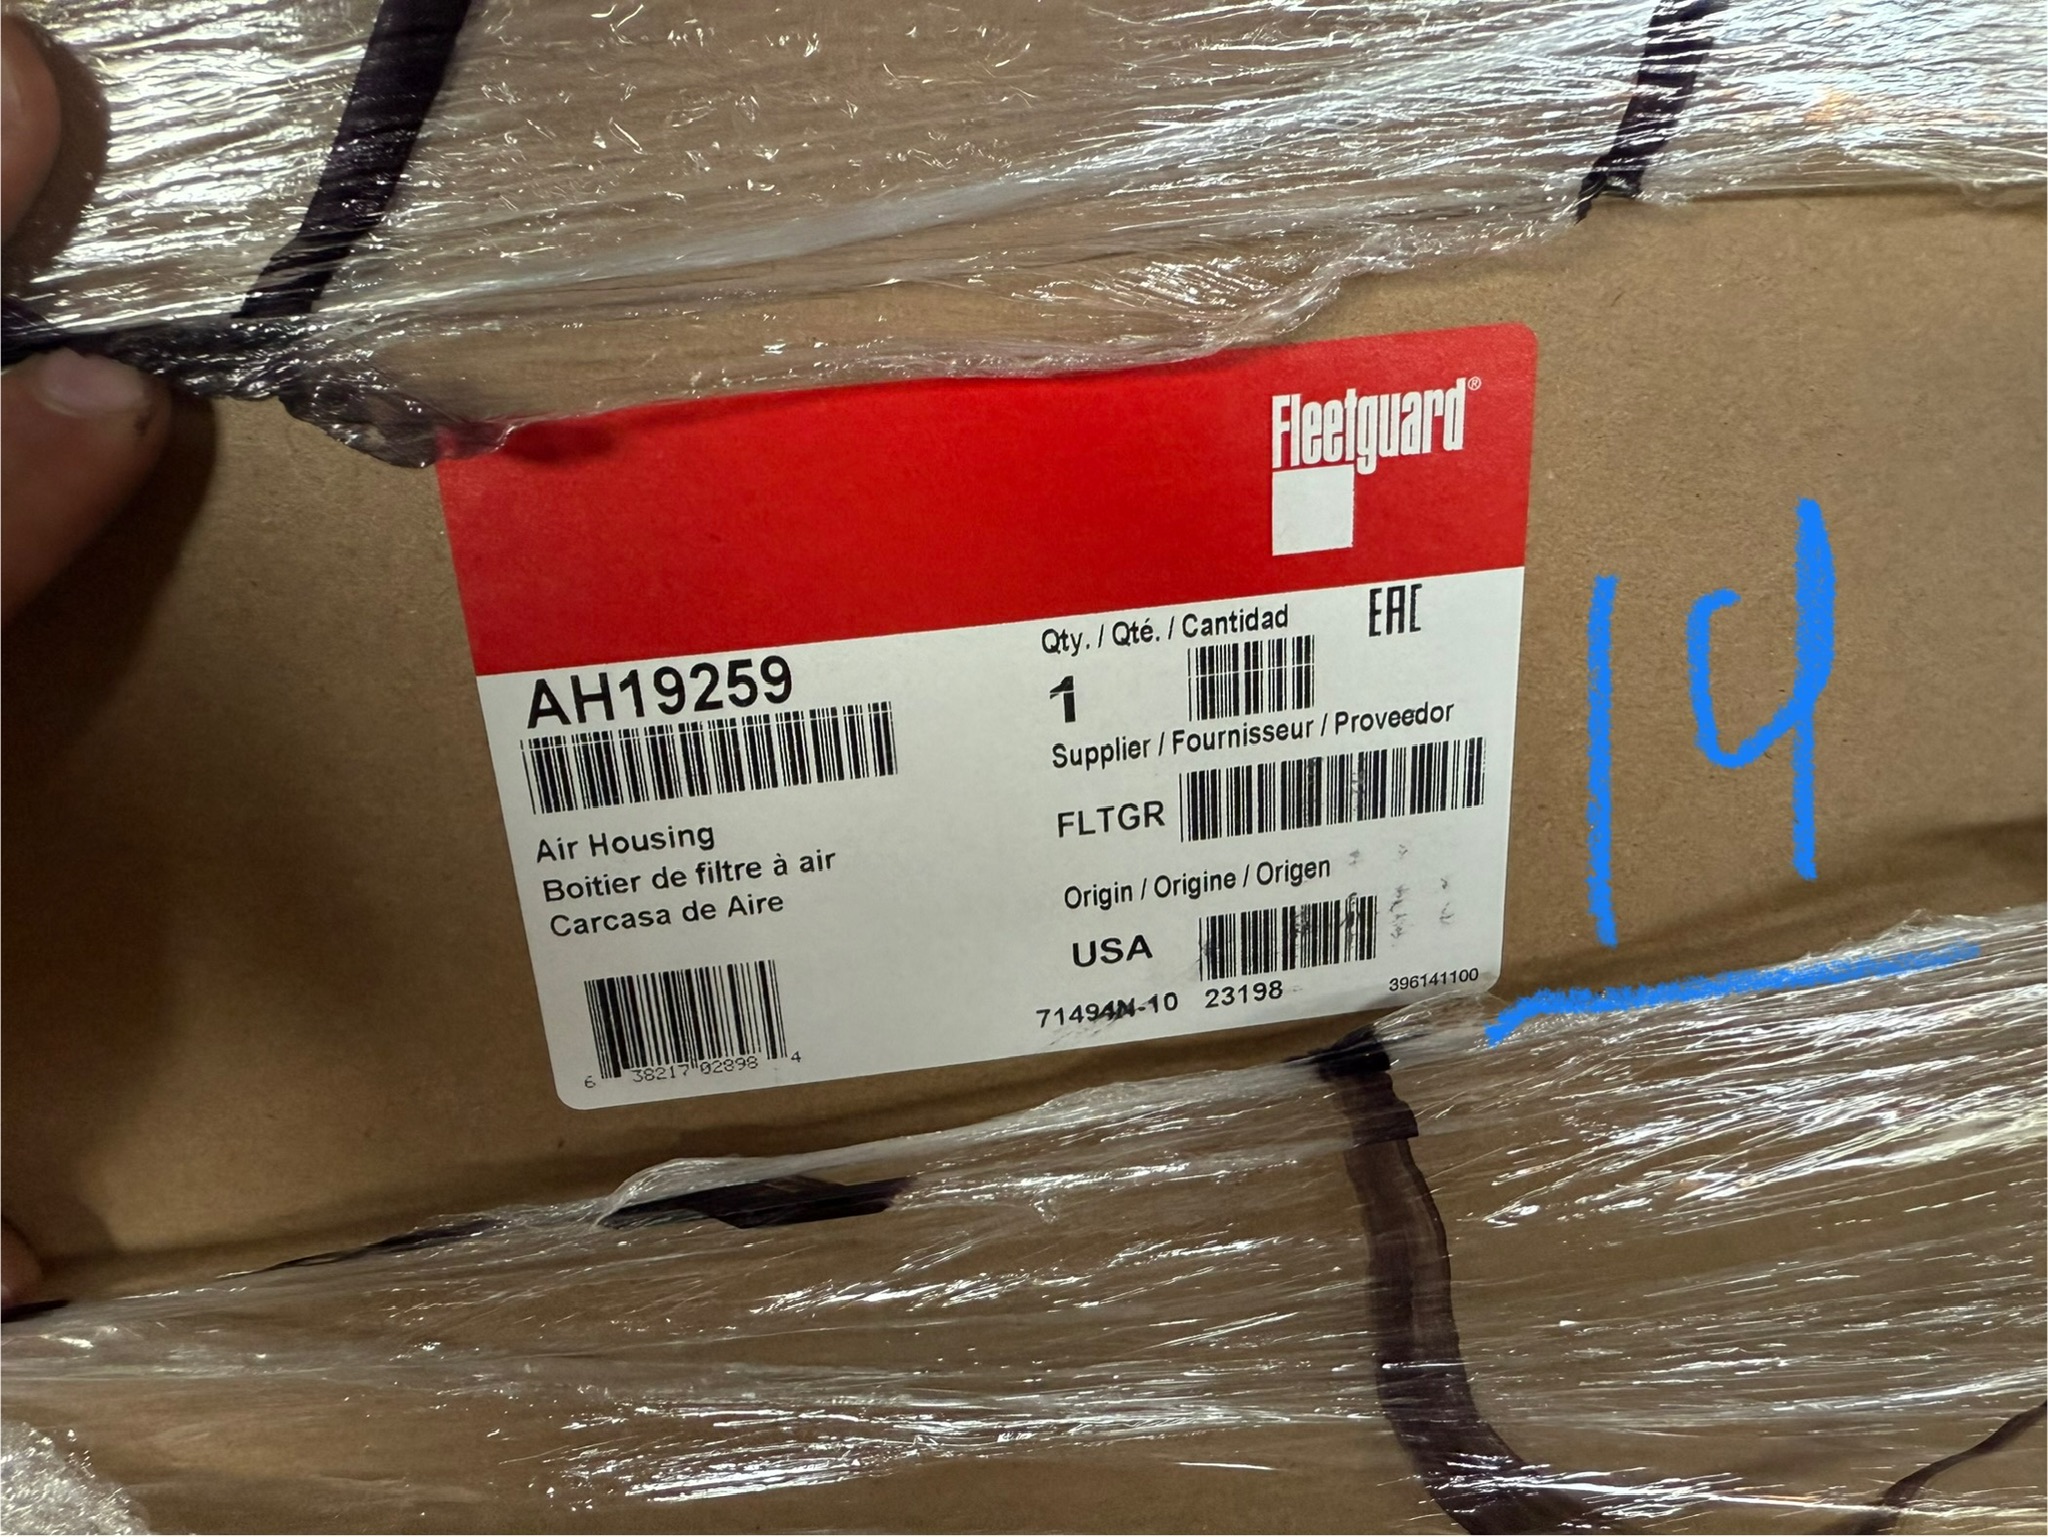 Fleetguard®
EAC
AH19259
Qty. / Qté. / Cantidad
1
Supplier / Fournisseur / Proveedor
FLTGR
Air Housing
Boitier de filtre à air
Carcasa de Aire
Origin / Origine / Origen
USA
71494N-10 23198
396141100
6 38217 02898 4
14